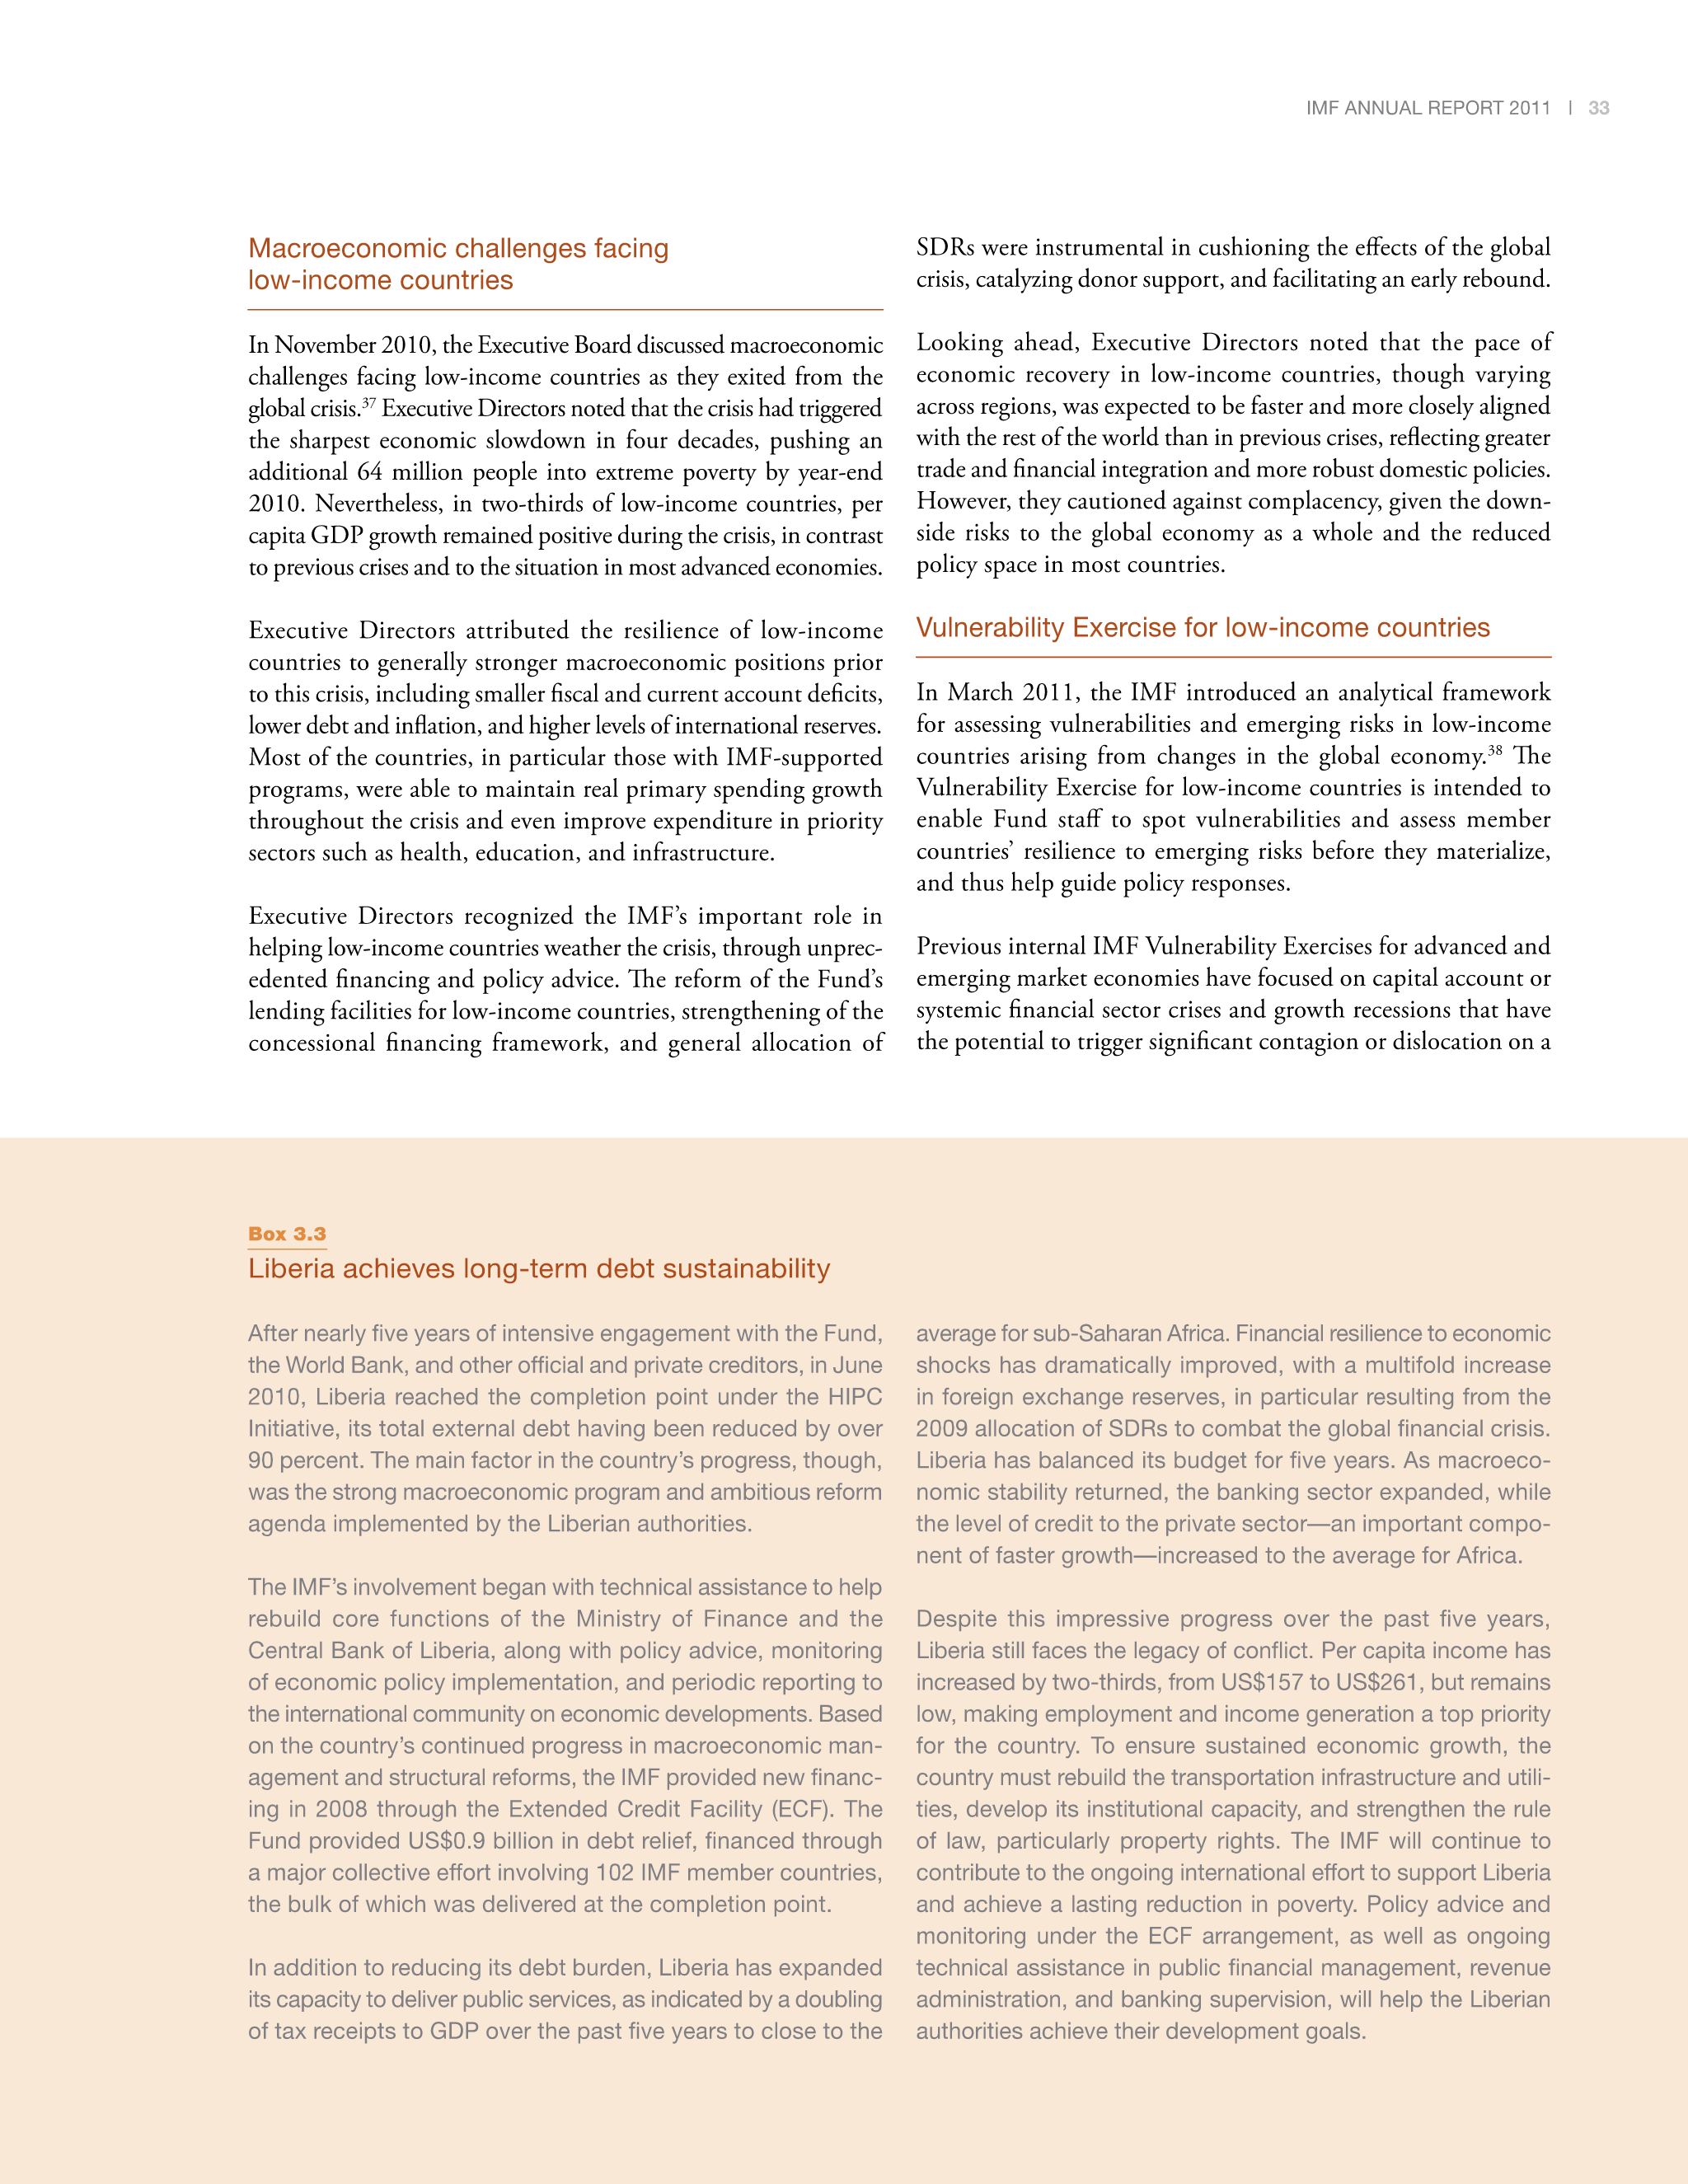 IMF ANNUAL REPORT 2011 | 33
Macroeconomic challenges facing
low-income countries
In November 2010, the Executive Board discussed macroeconomic
challenges facing low-income countries as they exited from the
global crisis.37 Executive Directors noted that the crisis had triggered
the sharpest economic slowdown in four decades, pushing an
additional 64 million people into extreme poverty by year-end
2010. Nevertheless, in two-thirds of low-income countries, per
capita GDP growth remained positive during the crisis, in contrast
to previous crises and to the situation in most advanced economies.
Executive Directors attributed the resilience of low-income
countries to generally stronger macroeconomic positions prior
to this crisis, including smaller fiscal and current account deficits,
lower debt and inflation, and higher levels of international reserves.
Most of the countries, in particular those with IMF-supported
programs, were able to maintain real primary spending growth
throughout the crisis and even improve expenditure in priority
sectors such as health, education, and infrastructure.
Executive Directors recognized the IMF's important role in
helping low-income countries weather the crisis, through unprec-
edented financing and policy advice. The reform of the Fund's
lending facilities for low-income countries, strengthening of the
concessional financing framework, and general allocation of
SDRs were instrumental in cushioning the effects of the global
crisis, catalyzing donor support, and facilitating an early rebound.
Looking ahead, Executive Directors noted that the pace of
economic recovery in low-income countries, though varying
across regions, was expected to be faster and more closely aligned
with the rest of the world than in previous crises, reflecting greater
trade and financial integration and more robust domestic policies.
However, they cautioned against complacency, given the down-
side risks to the global economy as a whole and the reduced
policy space in most countries.
Vulnerability Exercise for low-income countries
In March 2011, the IMF introduced an analytical framework
for assessing vulnerabilities and emerging risks in low-income
countries arising from changes in the global economy.38 The
Vulnerability Exercise for low-income countries is intended to
enable Fund staff to spot vulnerabilities and assess member
countries' resilience to emerging risks before they materialize,
and thus help guide policy responses.
Previous internal IMF Vulnerability Exercises for advanced and
emerging market economies have focused on capital account or
systemic financial sector crises and growth recessions that have
the potential to trigger significant contagion or dislocation on a
Box 3.3
Liberia achieves long-term debt sustainability
After nearly five years of intensive engagement with the Fund,
the World Bank, and other official and private creditors, in June
2010, Liberia reached the completion point under the HIPC
Initiative, its total external debt having been reduced by over
90 percent. The main factor in the country's progress, though,
was the strong macroeconomic program and ambitious reform
agenda implemented by the Liberian authorities.
The IMF's involvement began with technical assistance to help
rebuild core functions of the Ministry of Finance and the
Central Bank of Liberia, along with policy advice, monitoring
of economic policy implementation, and periodic reporting to
the international community on economic developments. Based
on the country's continued progress in macroeconomic man-
agement and structural reforms, the IMF provided new financ-
ing in 2008 through the Extended Credit Facility (ECF). The
Fund provided US$0.9 billion in debt relief, financed through
a major collective effort involving 102 IMF member countries,
the bulk of which was delivered at the completion point.
In addition to reducing its debt burden, Liberia has expanded
its capacity to deliver public services, as indicated by a doubling
of tax receipts to GDP over the past five years to close to the
average for sub-Saharan Africa. Financial resilience to economic
shocks has dramatically improved, with a multifold increase
in foreign exchange reserves, in particular resulting from the
2009 allocation of SDRs to combat the global financial crisis.
Liberia has balanced its budget for five years. As macroeco-
nomic stability returned, the banking sector expanded, while
the level of credit to the private sector—an important compo-
nent of faster growth—increased to the average for Africa.
Despite this impressive progress over the past five years,
Liberia still faces the legacy of conflict. Per capita income has
increased by two-thirds, from US$157 to US$261, but remains
low, making employment and income generation a top priority
for the country. To ensure sustained economic growth, the
country must rebuild the transportation infrastructure and utili-
ties, develop its institutional capacity, and strengthen the rule
of law, particularly property rights. The IMF will continue to
contribute to the ongoing international effort to support Liberia
and achieve a lasting reduction in poverty. Policy advice and
monitoring under the ECF arrangement, as well as ongoing
technical assistance in public financial management, revenue
administration, and banking supervision, will help the Liberian
authorities achieve their development goals.